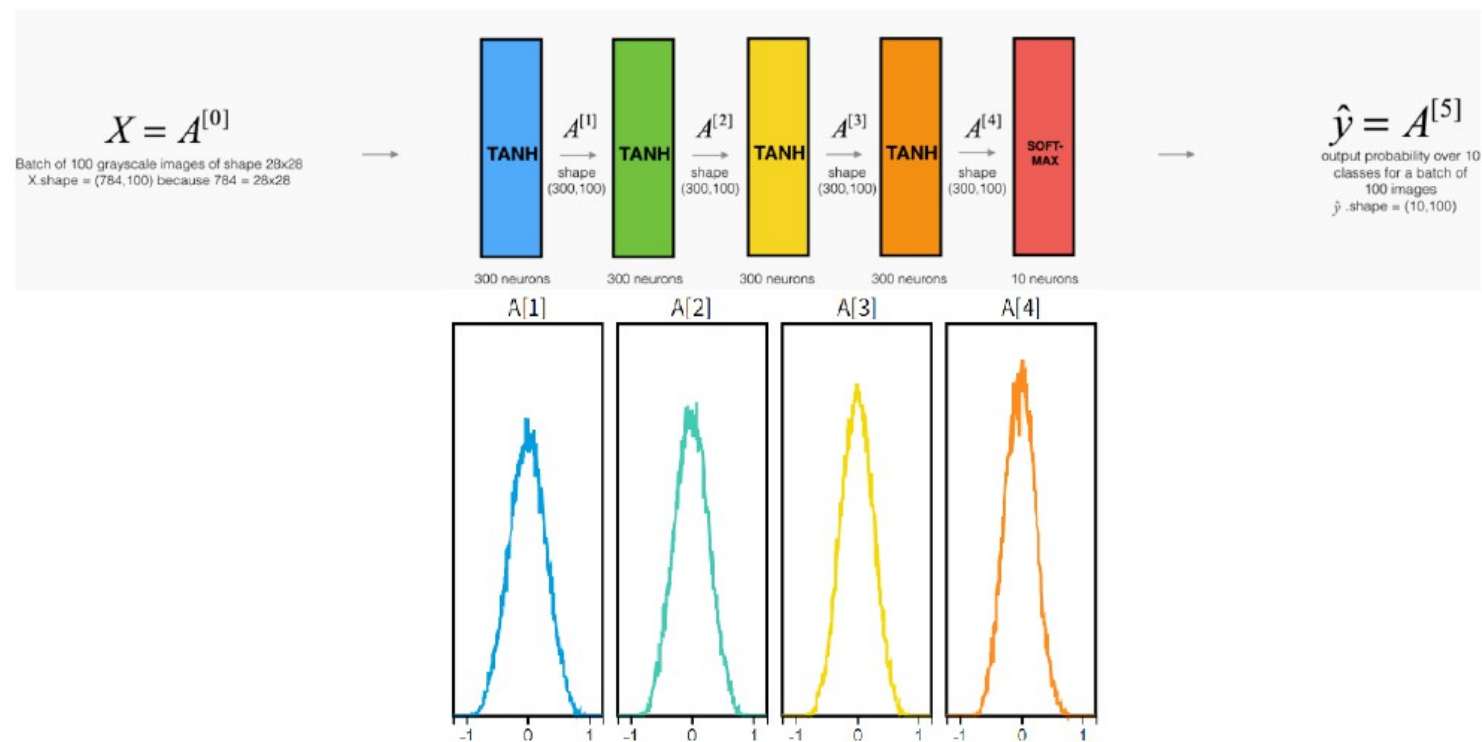 X = A[0]
Batch of 100 grayscale images of shape 28x28
X.shape = (784,100) because 784 = 28x28
TANH
300 neurons
A[1]
shape
(300,100)
TANH
300 neurons
A[2]
shape
(300,100)
TANH
300 neurons
A[3]
shape
(300,100)
TANH
300 neurons
A[4]
shape
(300,100)
SOFT-
MAX
10 neurons
ŷ = A[5]
output probability over 10
classes for a batch of
100 images
ŷ .shape = (10,100)
A[1]
-1 0 1
A[2]
-1 0 1
A[3]
-1 0 1
A[4]
-1 0 1